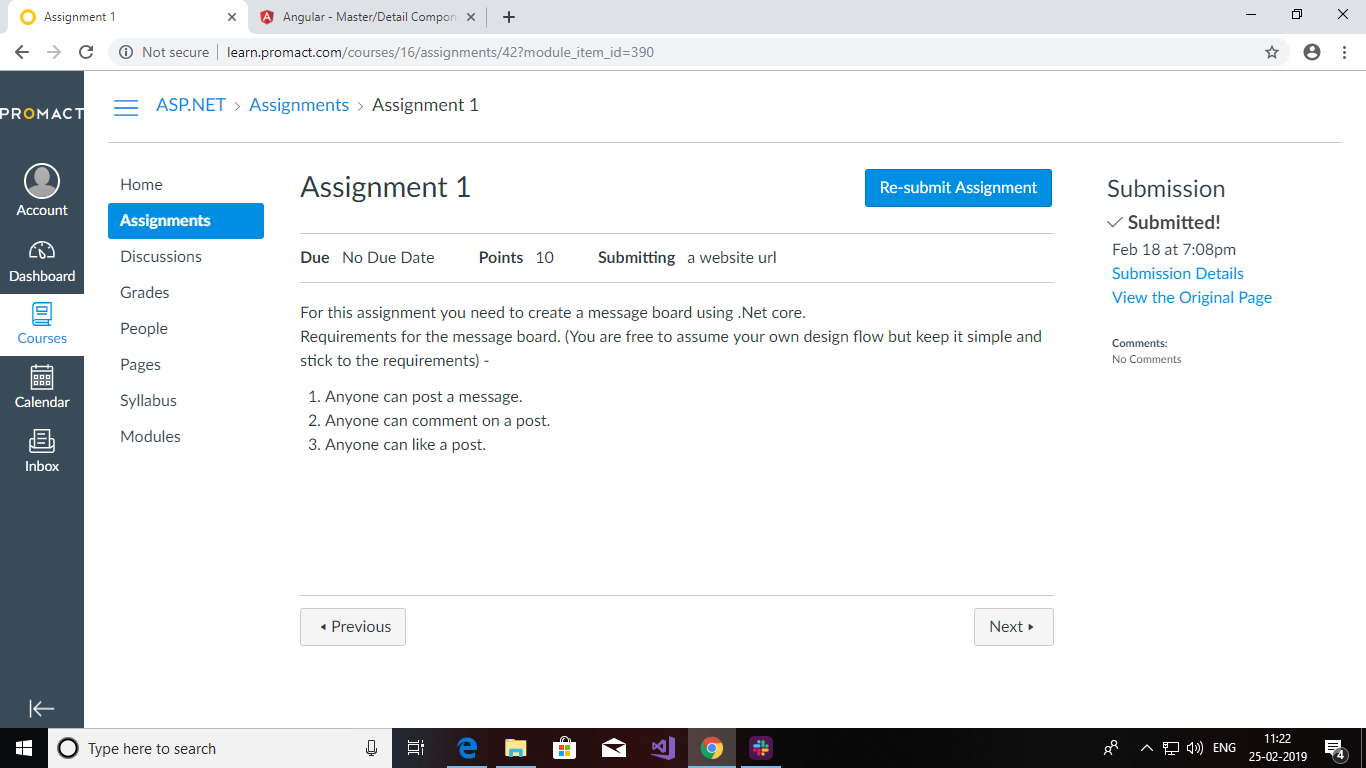 Assignment 1
Angular - Master/Detail Compon
Not secure
learn.promact.com/courses/16/assignments/42?module_item_id=390
PROMACT
Account
Dashboard
Courses
Calendar
Inbox
ASP.NET > Assignments > Assignment 1
Home
Assignments
Discussions
Grades
People
Pages
Syllabus
Modules
Assignment 1
Re-submit Assignment
Due No Due Date Points 10 Submitting a website url
For this assignment you need to create a message board using .Net core.
Requirements for the message board. (You are free to assume your own design flow but keep it simple and
stick to the requirements) -
1. Anyone can post a message.
2. Anyone can comment on a post.
3. Anyone can like a post.
Previous
Next
Submission
Submitted!
Feb 18 at 7:08pm
Submission Details
View the Original Page
Comments:
No Comments
Type here to search
ENG
11:22
25-02-2019
4